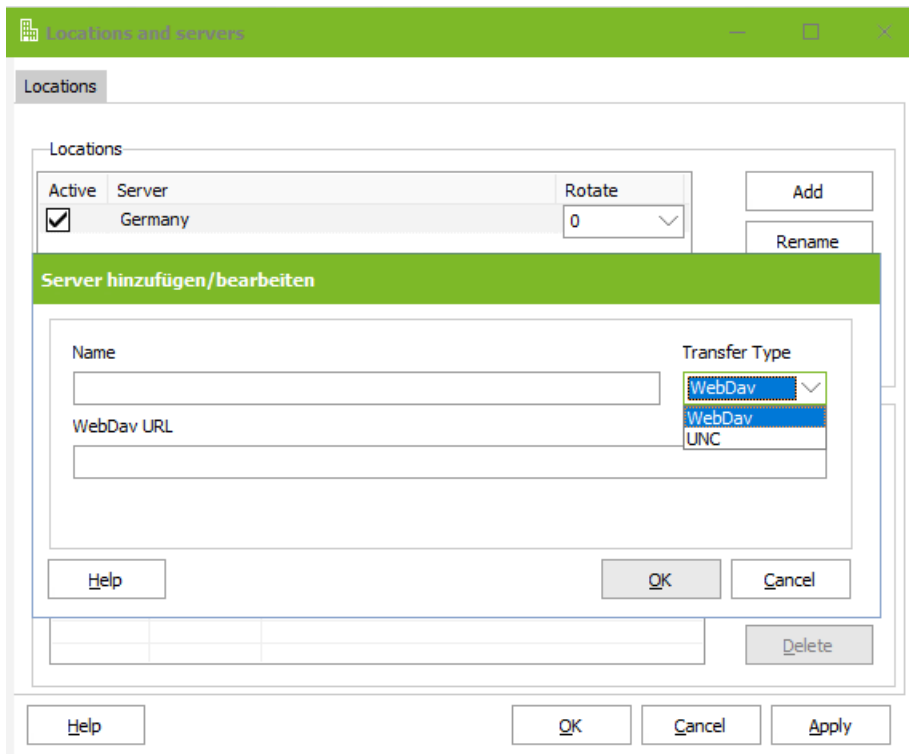 Locations and servers
Locations
Locations
Active Server Rotate
Germany 0
Add
Rename
Server hinzufügen/bearbeiten
Name Transfer Type
WebDav
WebDav
UNC
WebDav URL
Help OK Cancel
Delete
Help OK Cancel Apply